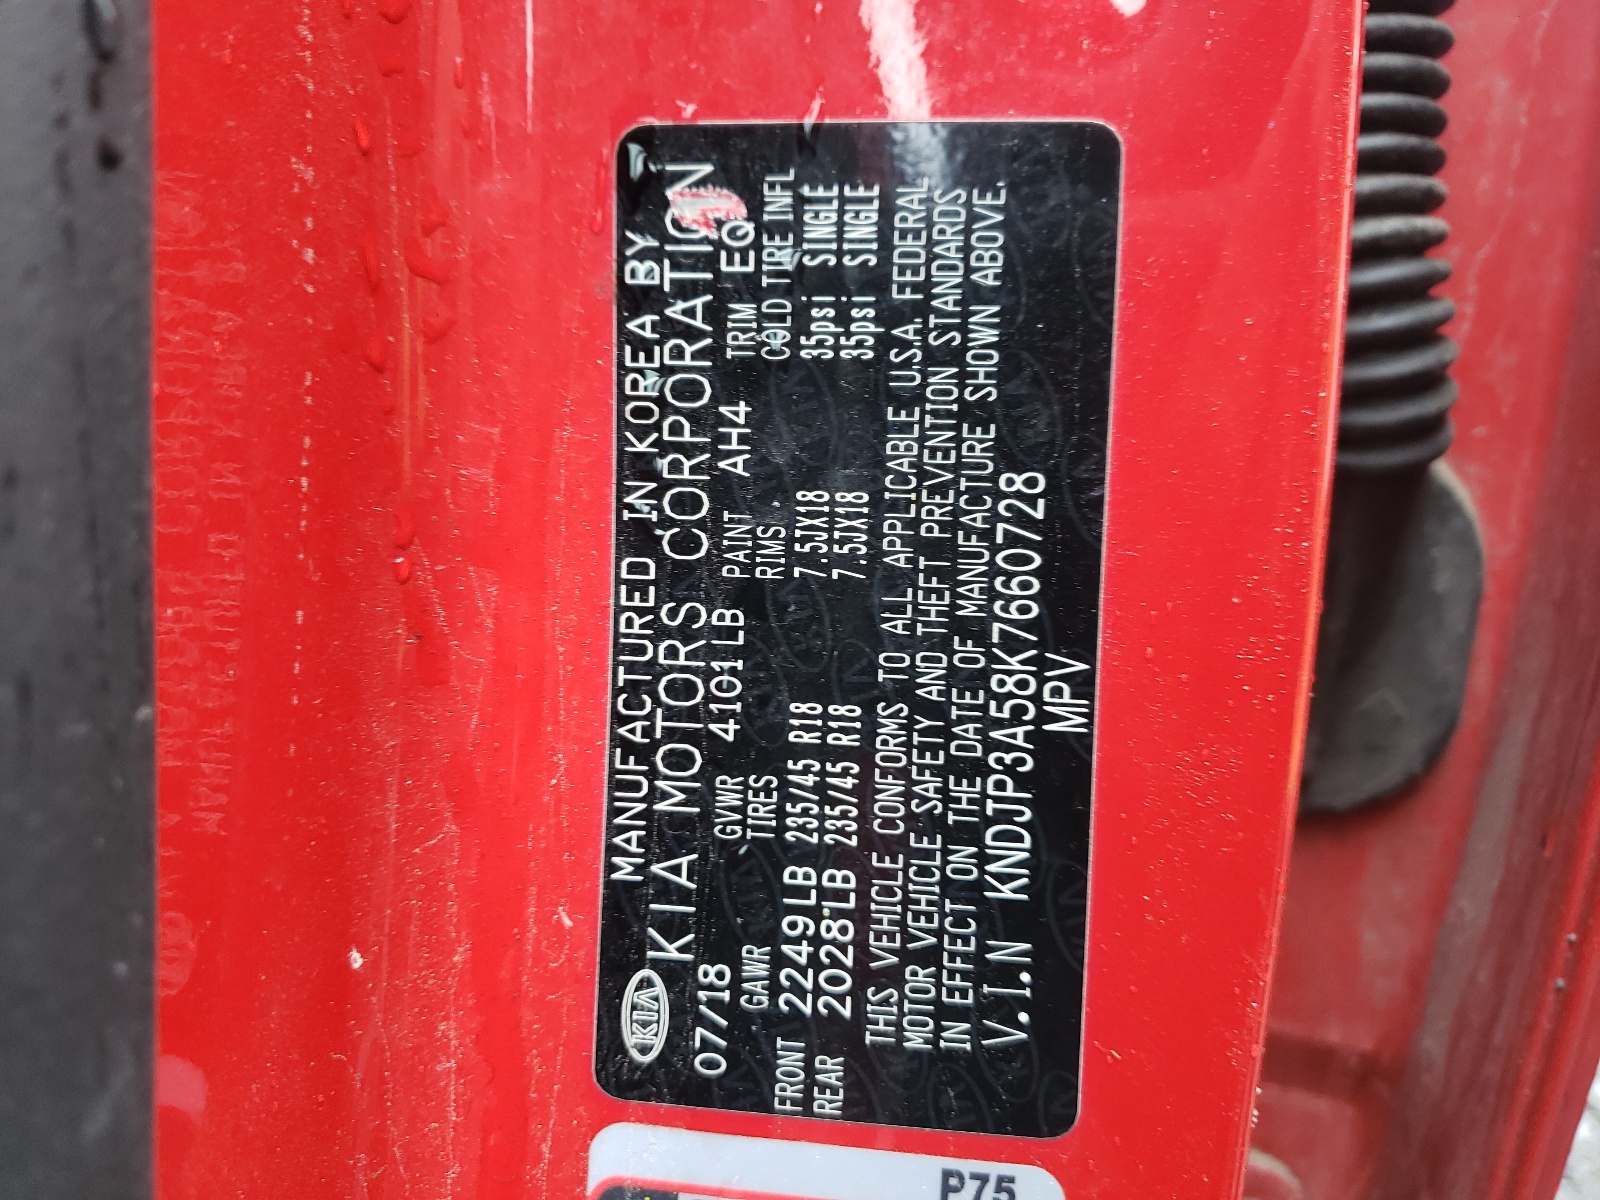 KIA MANUFACTURED IN KOREA BY
KIA MOTORS CORPORATION
07/18 GVWR 4101LB PAINT AH4 TRIM EQ
GAWR TIRES RIMS COLD TIRE INFL
FRONT 2249LB 235/45 R18 7.5JX18 35psi SINGLE
REAR 2028LB 235/45 R18 7.5JX18 35psi SINGLE
THIS VEHICLE CONFORMS TO ALL APPLICABLE U.S.A. FEDERAL
MOTOR VEHICLE SAFETY AND THEFT PREVENTION STANDARDS
IN EFFECT ON THE DATE OF MANUFACTURE SHOWN ABOVE.
V.I.N KNDJP3A58K7660728
MPV
P75